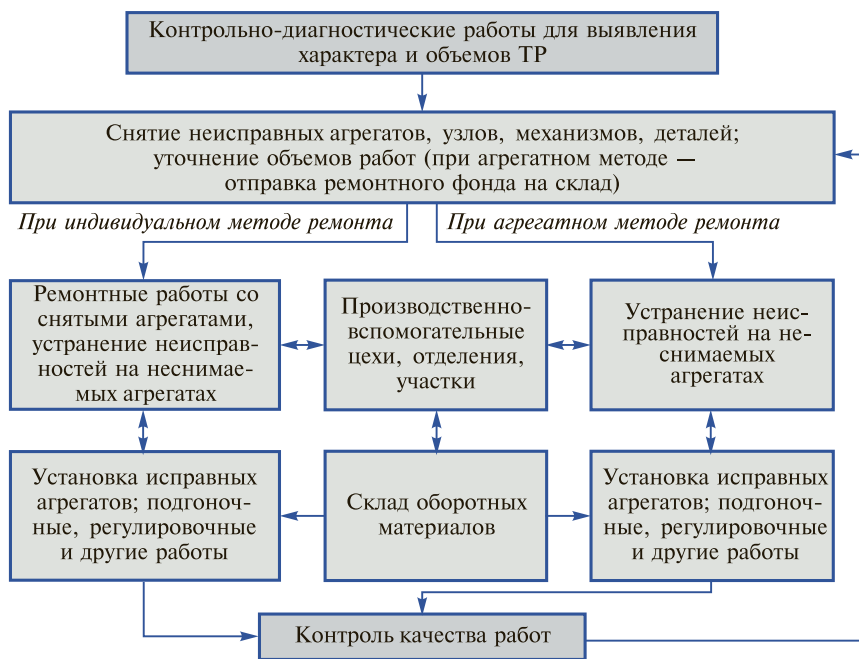 Контрольно-диагностические работы для выявления
характера и объемов ТР
Снятие неисправных агрегатов, узлов, механизмов, деталей;
уточнение объемов работ (при агрегатном методе —
отправка ремонтного фонда на склад)
При индивидуальном методе ремонта
При агрегатном методе ремонта
Ремонтные работы со
снятыми агрегатами,
устранение неисправ-
ностей на неснимае-
мых агрегатах
Производственно-
вспомогательные
цехи, отделения,
участки
Устранение неис-
правностей на не-
снимаемых
агрегатах
Установка исправных
агрегатов; подгоноч-
ные, регулировочные
и другие работы
Склад оборотных
материалов
Установка исправных
агрегатов; подгоноч-
ные, регулировочные
и другие работы
Контроль качества работ